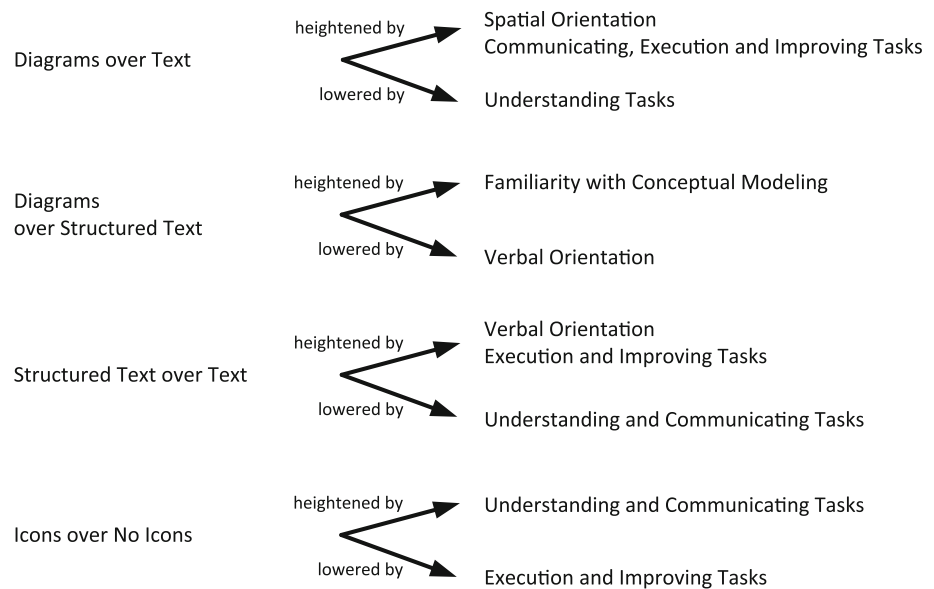 Diagrams over Text
heightened by
Spatial Orientation
Communicating, Execution and Improving Tasks
lowered by
Understanding Tasks
Diagrams
over Structured Text
heightened by
Familiarity with Conceptual Modeling
lowered by
Verbal Orientation
Structured Text over Text
heightened by
Verbal Orientation
Execution and Improving Tasks
lowered by
Understanding and Communicating Tasks
Icons over No Icons
heightened by
Understanding and Communicating Tasks
lowered by
Execution and Improving Tasks